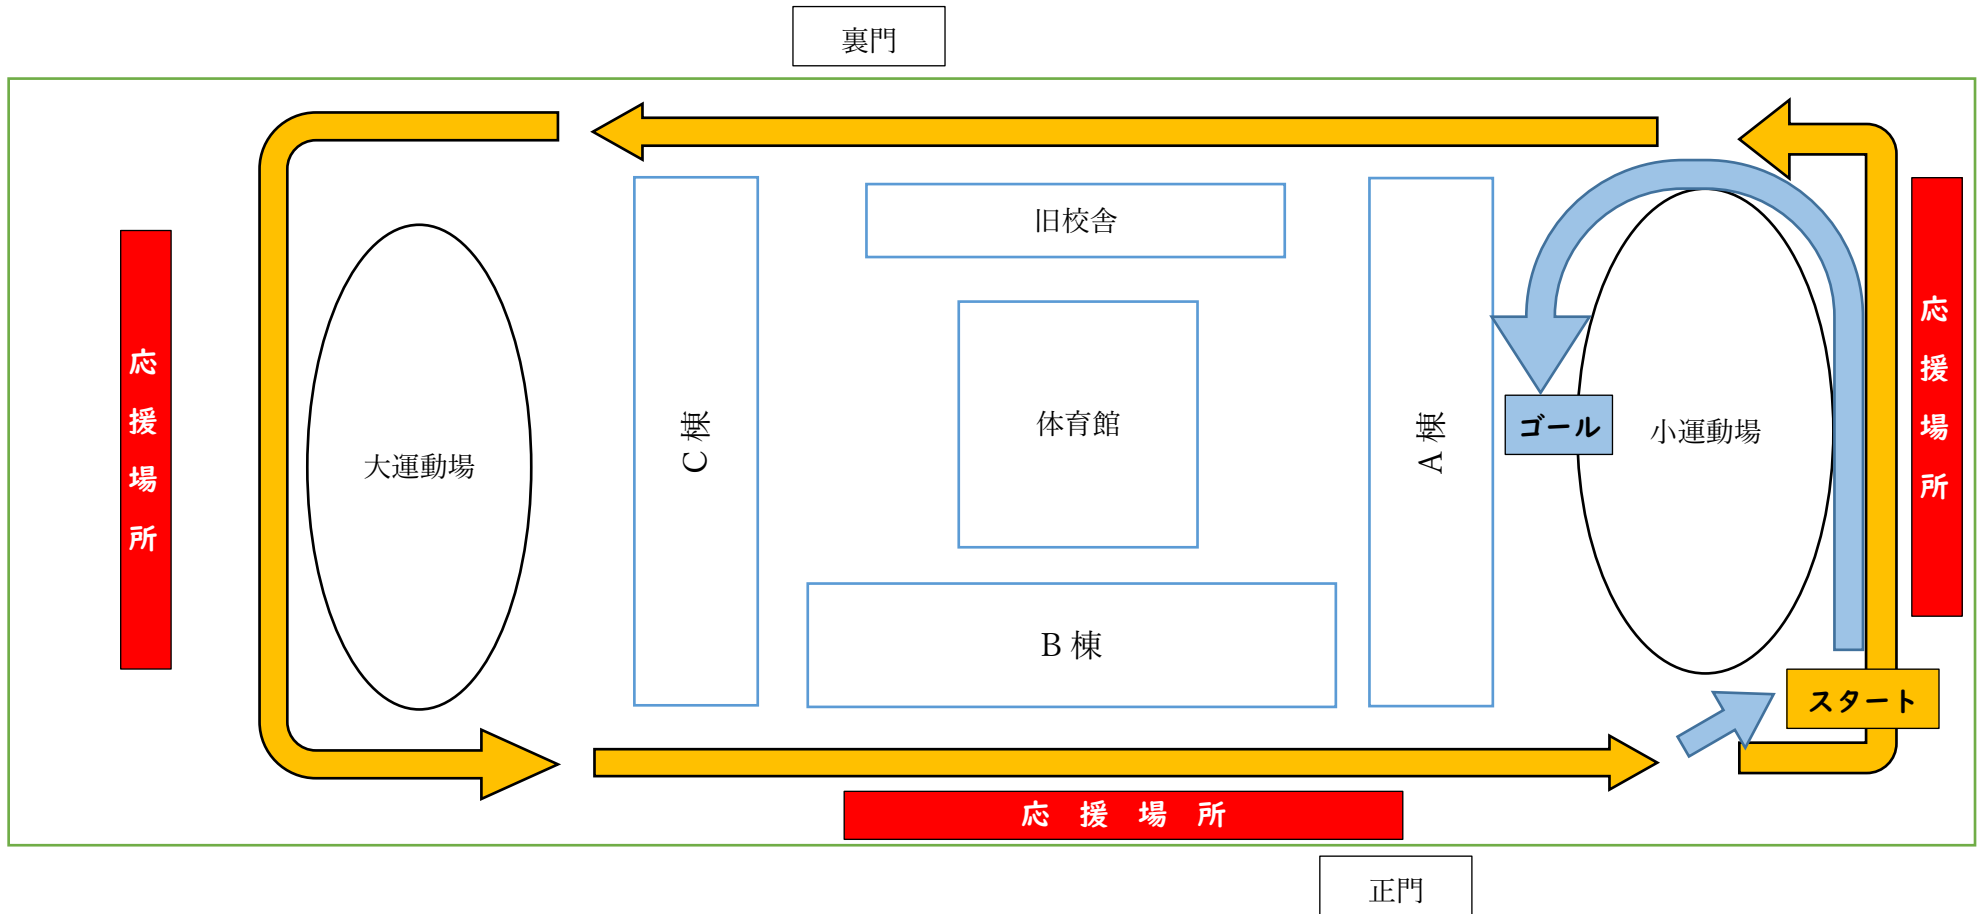 裏門
旧校舎
応援場所
応援場所
C棟
体育館
A棟
ゴール
小運動場
大運動場
B棟
スタート
応援場所
正門